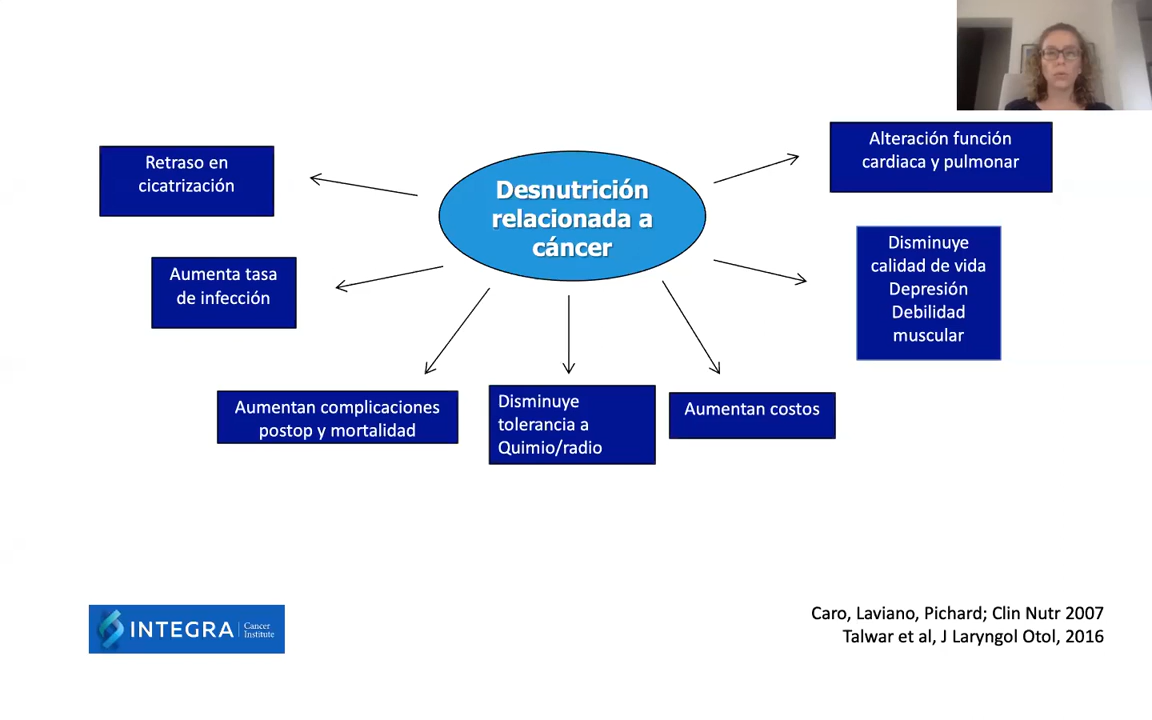 Alteración función
cardiaca y pulmonar
Retraso en
cicatrización
Desnutrición
relacionada a
cáncer
Disminuye
calidad de vida
Depresión
Debilidad
muscular
Aumenta tasa
de infección
Aumentan complicaciones
postop y mortalidad
Disminuye
tolerancia a
Quimio/radio
Aumentan costos
INTEGRA
Cancer
Institute
Caro, Laviano, Pichard; Clin Nutr 2007
Talwar et al, J Laryngol Otol, 2016